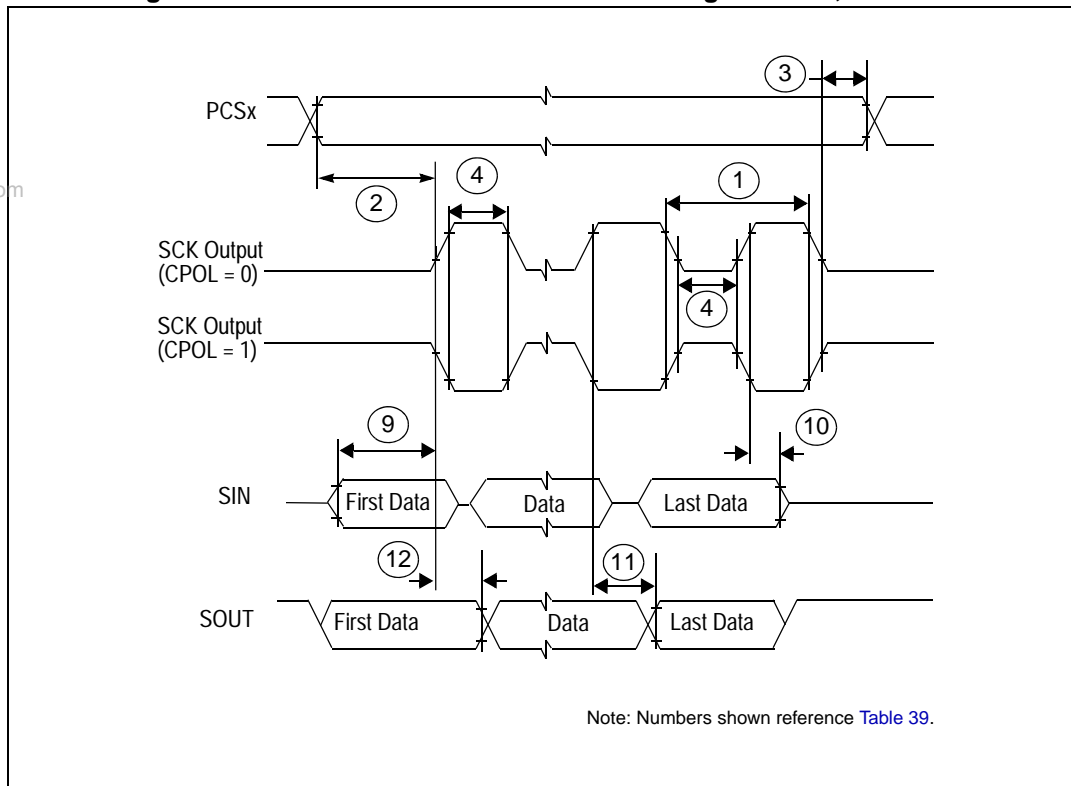 3
PCSx
om
2
4
1
SCK Output
(CPOL = 0)
4
SCK Output
(CPOL = 1)
9
10
SIN
First Data
Data
Last Data
12
11
SOUT
First Data
Data
Last Data
Note: Numbers shown reference Table 39.